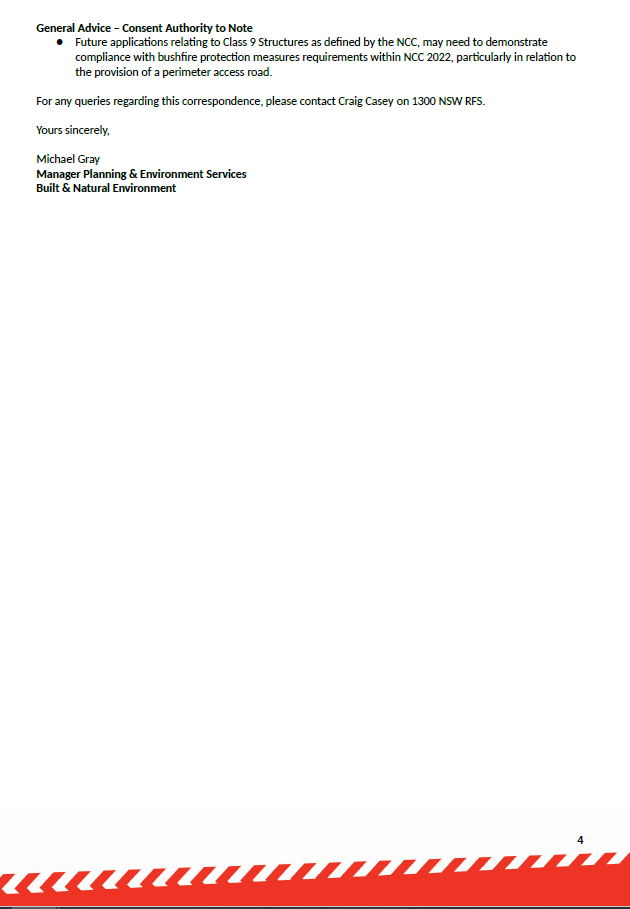 General Advice – Consent Authority to Note
● Future applications relating to Class 9 Structures as defined by the NCC, may need to demonstrate
compliance with bushfire protection measures requirements within NCC 2022, particularly in relation to
the provision of a perimeter access road.
For any queries regarding this correspondence, please contact Craig Casey on 1300 NSW RFS.
Yours sincerely,
Michael Gray
Manager Planning & Environment Services
Built & Natural Environment
4